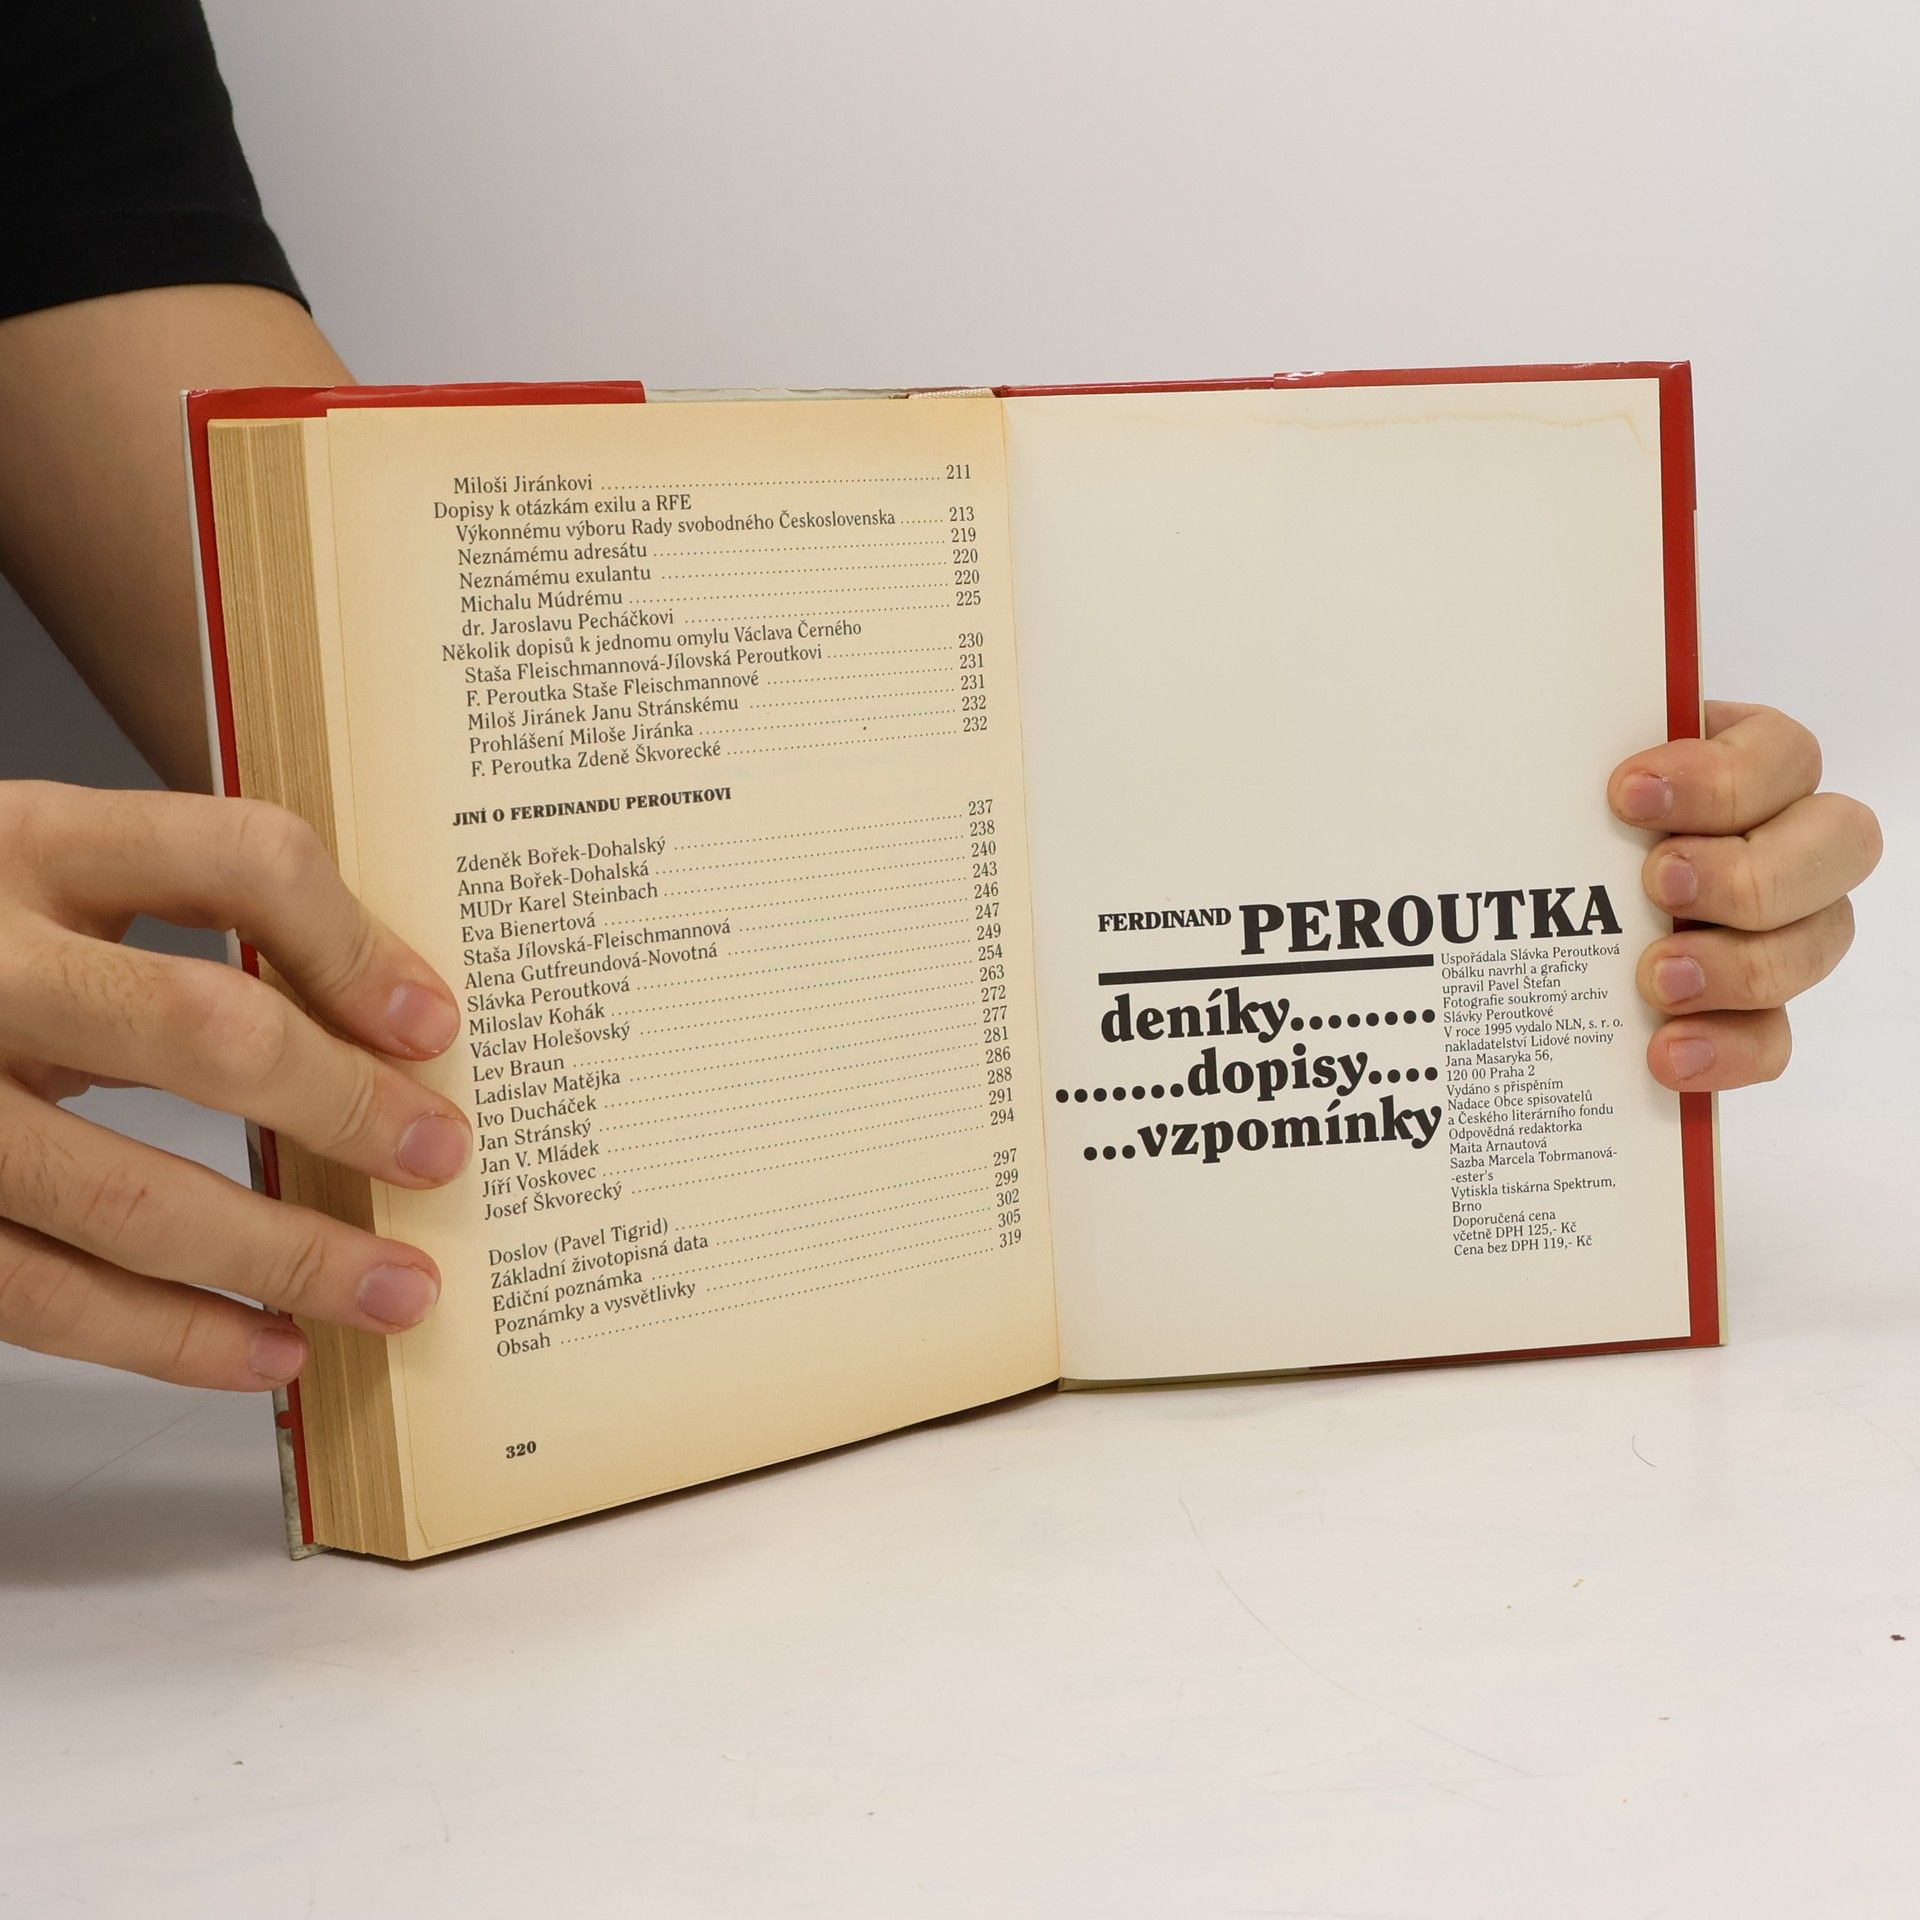 Miloši Jiránkovi ........ 211
Dopisy k otázkám exilu a RFE
Výkonnému výboru Rady svobodného Československa ........ 213
Neznámému adresátu ........ 219
Neznámému exulantu ........ 220
Michalu Múdrému ........ 220
dr. Jaroslavu Pecháčkovi ........ 225
Několik dopisů k jednomu omylu Václava Černého
Staša Fleischmannová-Jílovská Peroutkovi ........ 230
F. Peroutka Staše Fleischmannové ........ 231
Miloš Jiránek Janu Stránskému ........ 231
Prohlášení Miloše Jiránka ........ 232
F. Peroutka Zdeně Škvorecké ........ 232
JINÍ O FERDINANDU PEROUTKOVI
Zdeněk Bořek-Dohalský ........ 237
Anna Bořek-Dohalská ........ 238
MUDr Karel Steinbach ........ 240
Eva Bienertová ........ 243
Staša Jílovská-Fleischmannová ........ 246
Alena Gutfreundová-Novotná ........ 247
Slávka Peroutková ........ 249
Miloslav Kohák ........ 254
Václav Holešovský ........ 263
Lev Braun ........ 272
Ladislav Matějka ........ 277
Ivo Ducháček ........ 281
Jan Stránský ........ 286
Jan V. Mládek ........ 288
Jiří Voskovec ........ 291
Josef Škvorecký ........ 294
Doslov (Pavel Tigrid) ........ 297
Základní životopisná data ........ 299
Ediční poznámka ........ 302
Poznámky a vysvětlivky ........ 305
Obsah ........ 319
320
FERDINAND PEROUTKA
deníky........
.......dopisy....
...vzpomínky
Uspořádala Slávka Peroutková
Obálku navrhl a graficky
upravil Pavel Štefan
Fotografie soukromý archiv
Slávky Peroutkové
V roce 1995 vydalo NLN, s. r. o.
nakladatelství Lidové noviny
Jana Masaryka 56,
120 00 Praha 2
Vydáno s přispěním
Nadace Obce spisovatelů
a Českého literárního fondu
Odpovědná redaktorka
Maita Arnautová
Sazba Marcela Tobrmanová-
-ester's
Vytiskla tiskárna Spektrum,
Brno
Doporučená cena
včetně DPH 125,- Kč
Cena bez DPH 119,- Kč